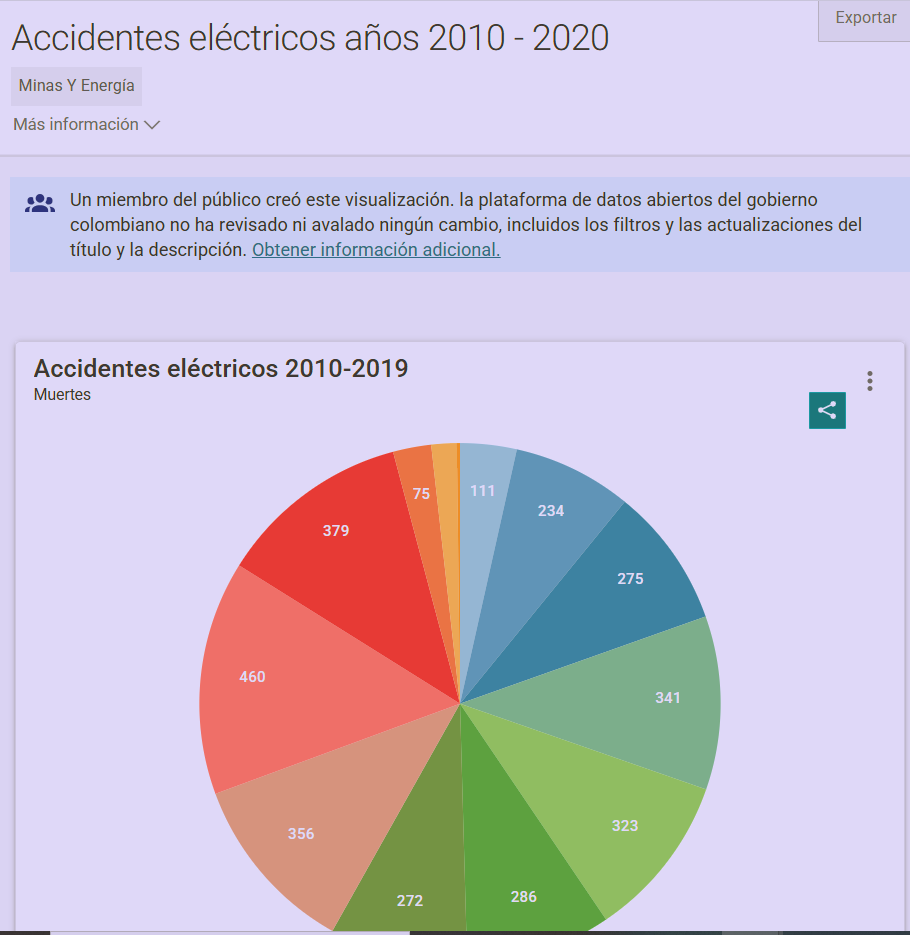 Exportar
Accidentes eléctricos años 2010 - 2020
Minas Y Energía
Más información
Un miembro del público creó este visualización. la plataforma de datos abiertos del gobierno
colombiano no ha revisado ni avalado ningún cambio, incluidos los filtros y las actualizaciones del
título y la descripción. Obtener información adicional.
Accidentes eléctricos 2010-2019
Muertes
75
111
234
379
275
460
341
323
356
286
272